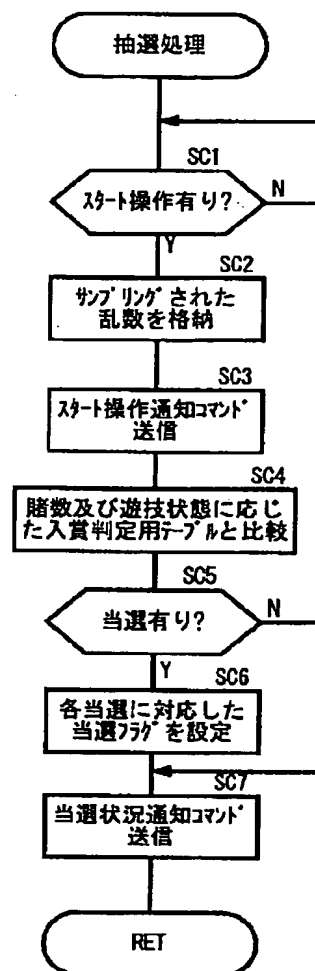 抽選処理
SC1
スタート操作有り?
N
Y
SC2
サンプリングされた
乱数を格納
SC3
スタート操作通知コマンド
送信
SC4
賭数及び遊技状態に応じ
た入賞判定用テーブルと比較
SC5
当選有り?
N
Y
SC6
各当選に対応した
当選フラグを設定
SC7
当選状況通知コマンド
送信
RET